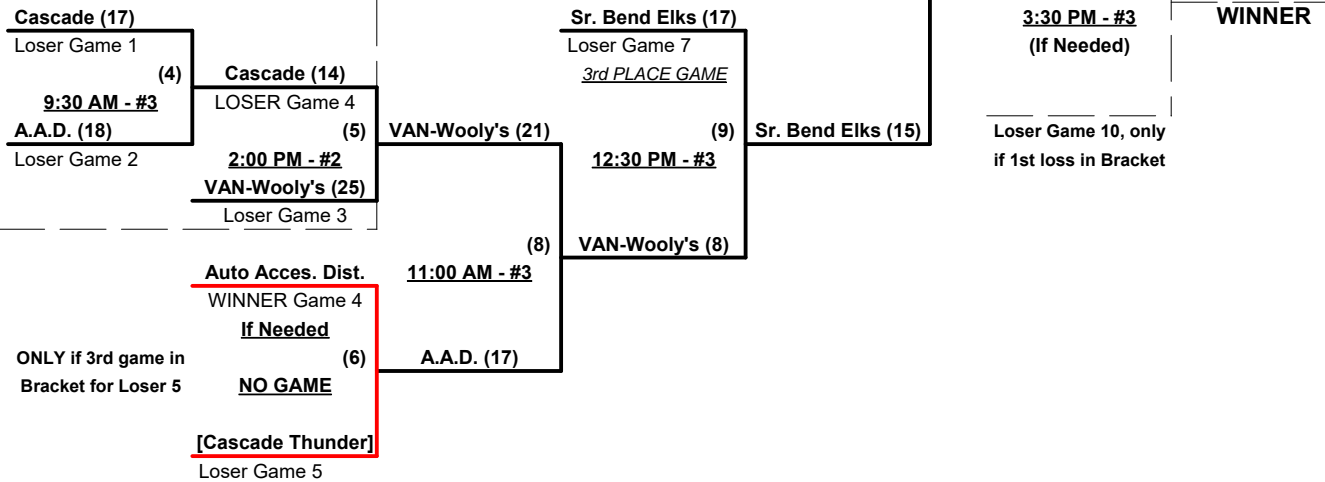 Cascade (17)
Loser Game 1
(4)
9:30 AM - #3
A.A.D. (18)
Loser Game 2
Cascade (14)
LOSER Game 4
(5)
2:00 PM - #2
VAN-Wooly's (25)
Loser Game 3
VAN-Wooly's (21)
Auto Acces. Dist.
WINNER Game 4
If Needed
ONLY if 3rd game in
Bracket for Loser 5
(6)
NO GAME
[Cascade Thunder]
Loser Game 5
(8)
11:00 AM - #3
A.A.D. (17)
Sr. Bend Elks (17)
Loser Game 7
3rd PLACE GAME
(9)
12:30 PM - #3
VAN-Wooly's (8)
Sr. Bend Elks (15)
3:30 PM - #3
(If Needed)
WINNER
Loser Game 10, only
if 1st loss in Bracket